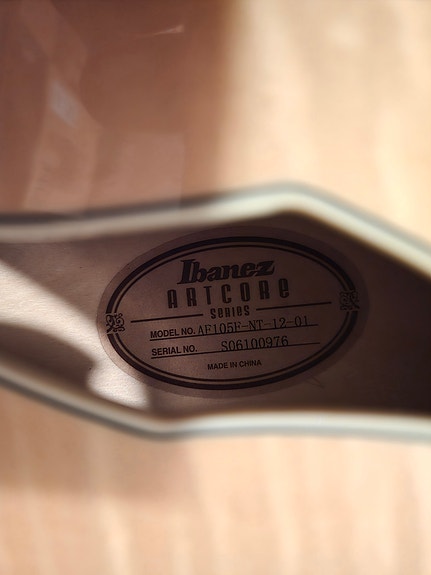 Ibanez
ARTCORE
SERIES
MODEL NO. AF105F-NT-12-01
SERIAL NO. S06100976
MADE IN CHINA